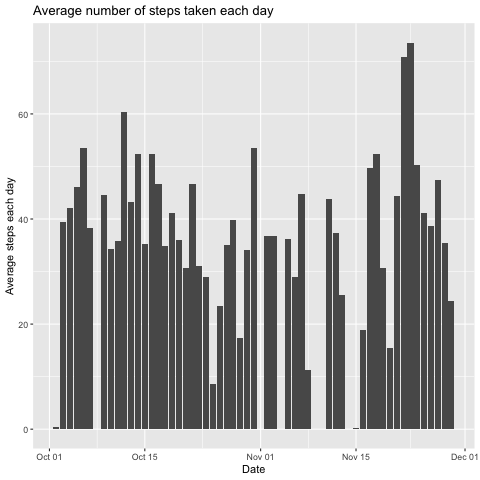 Average number of steps taken each day
Average steps each day
60
40
20
0
Oct 01
Oct 15
Nov 01
Nov 15
Dec 01
Date